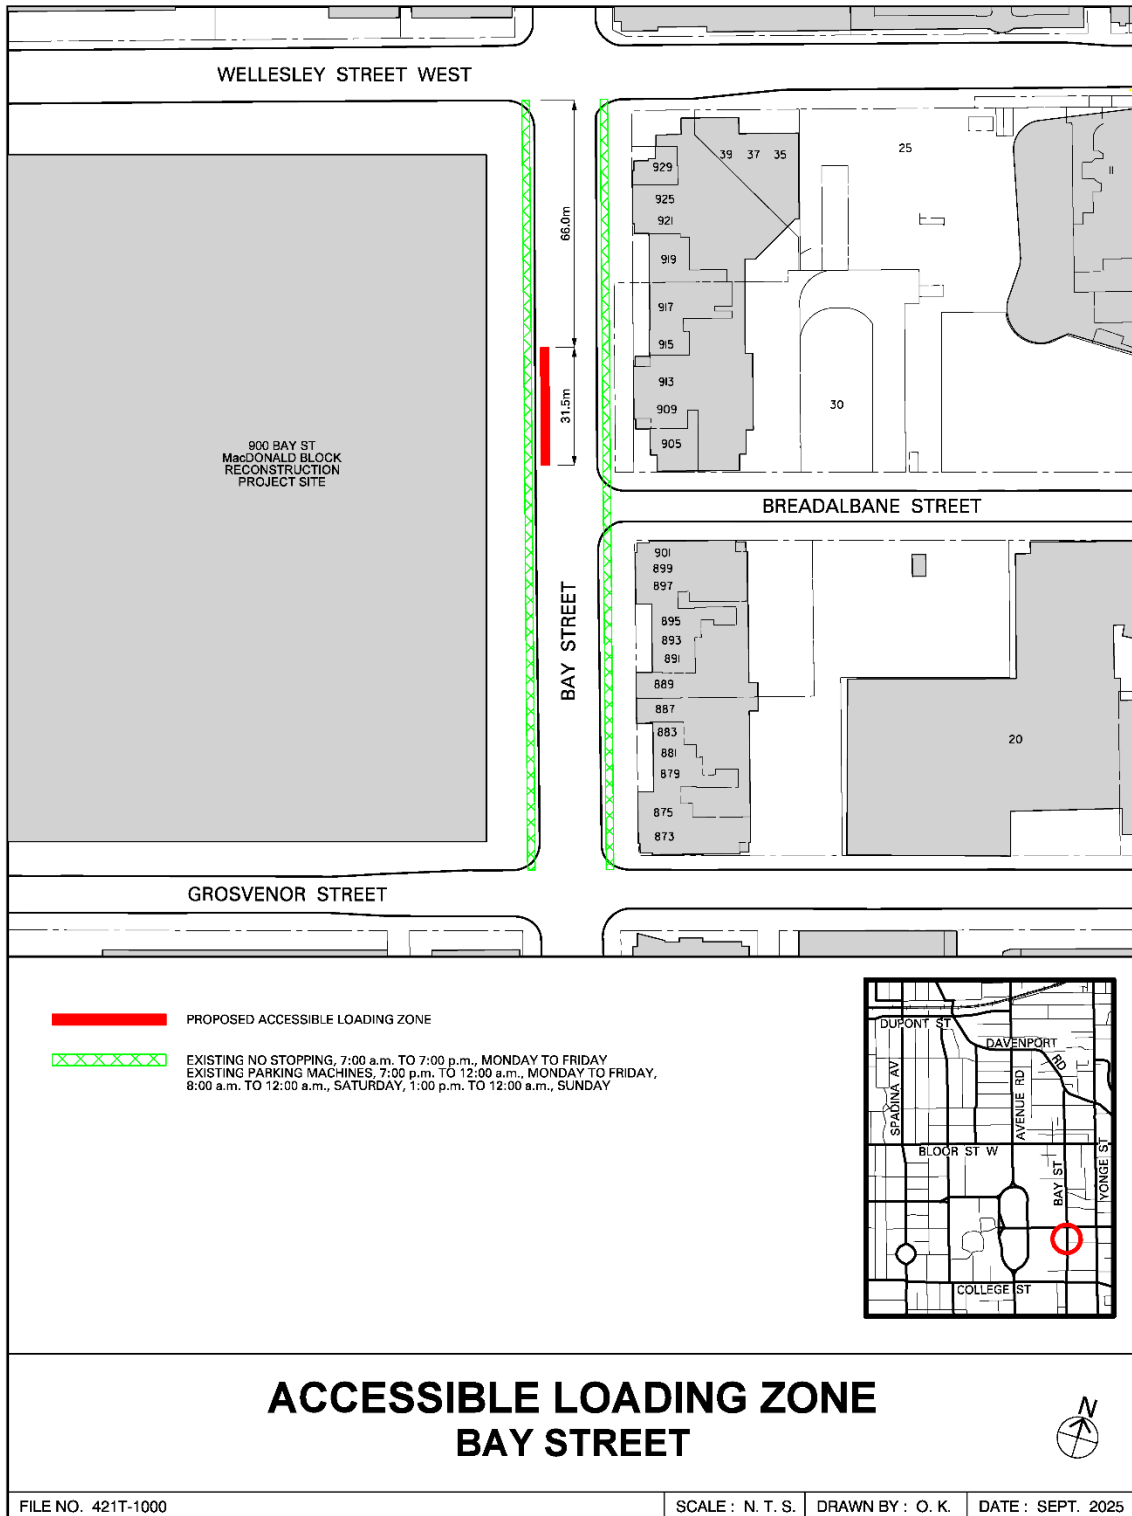 WELLESLEY STREET WEST
39 37 35
25
11
929
925
921
66.0m
919
917
915
913
909
905
31.5m
30
900 BAY ST
MacDONALD BLOCK
RECONSTRUCTION
PROJECT SITE
BREADALBANE STREET
BAY STREET
901
899
897
895
893
891
889
887
883
881
879
875
873
20
GROSVENOR STREET
PROPOSED ACCESSIBLE LOADING ZONE
EXISTING NO STOPPING, 7:00 a.m. TO 7:00 p.m., MONDAY TO FRIDAY
EXISTING PARKING MACHINES, 7:00 p.m. TO 12:00 a.m., MONDAY TO FRIDAY,
8:00 a.m. TO 12:00 a.m., SATURDAY, 1:00 p.m. TO 12:00 a.m., SUNDAY
DUPONT ST
DAVENPORT
RD
SPADINA AV
AVENUE RD
BLOOR ST W
BAY ST
YONGE ST
COLLEGE ST
ACCESSIBLE LOADING ZONE
BAY STREET
N
FILE NO. 421T-1000
SCALE : N. T. S.
DRAWN BY : O. K.
DATE : SEPT. 2025